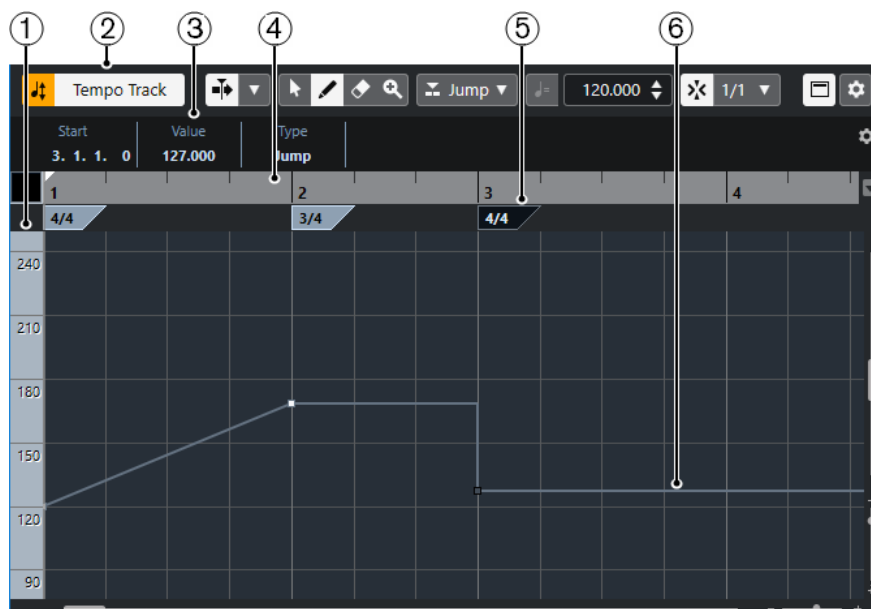 1 2 3 4 5 6
Tempo Track Jump 120.000 1/1
Start Value Type
3. 1. 1. 0 127.000 Jump
1 2 3 4
4/4 3/4 4/4
240
210
180
150
120
90